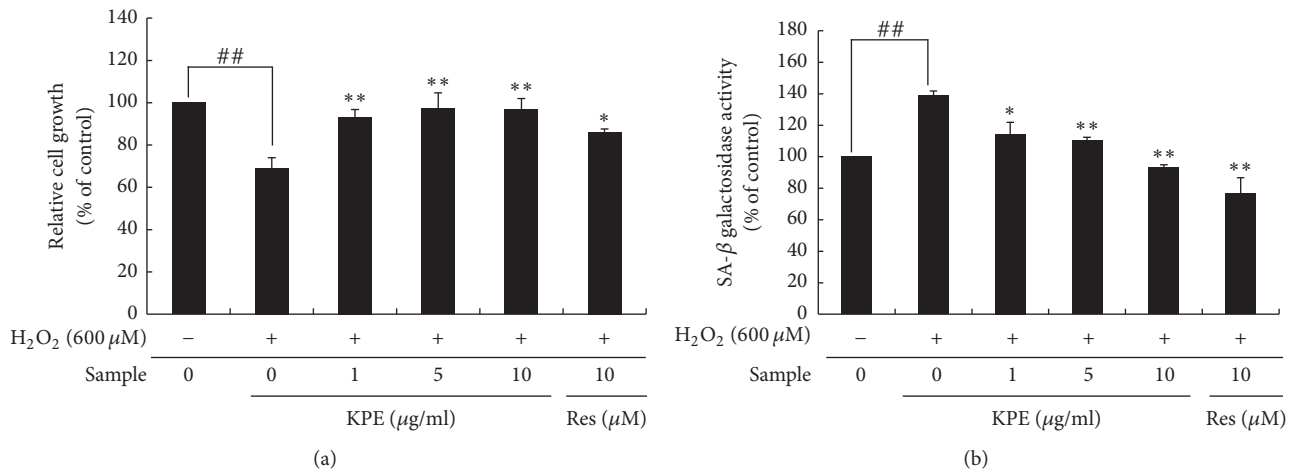 140
120
100
80
60
40
20
0
Relative cell growth
(% of control)
##
**
**
**
*
H₂O₂ (600 μM) − + + + + +
Sample 0 0 1 5 10 10
KPE (μg/ml) Res (μM)
(a)
180
160
140
120
100
80
60
40
20
0
SA-β galactosidase activity
(% of control)
##
*
**
**
**
H₂O₂ (600 μM) − + + + + +
Sample 0 0 1 5 10 10
KPE (μg/ml) Res (μM)
(b)